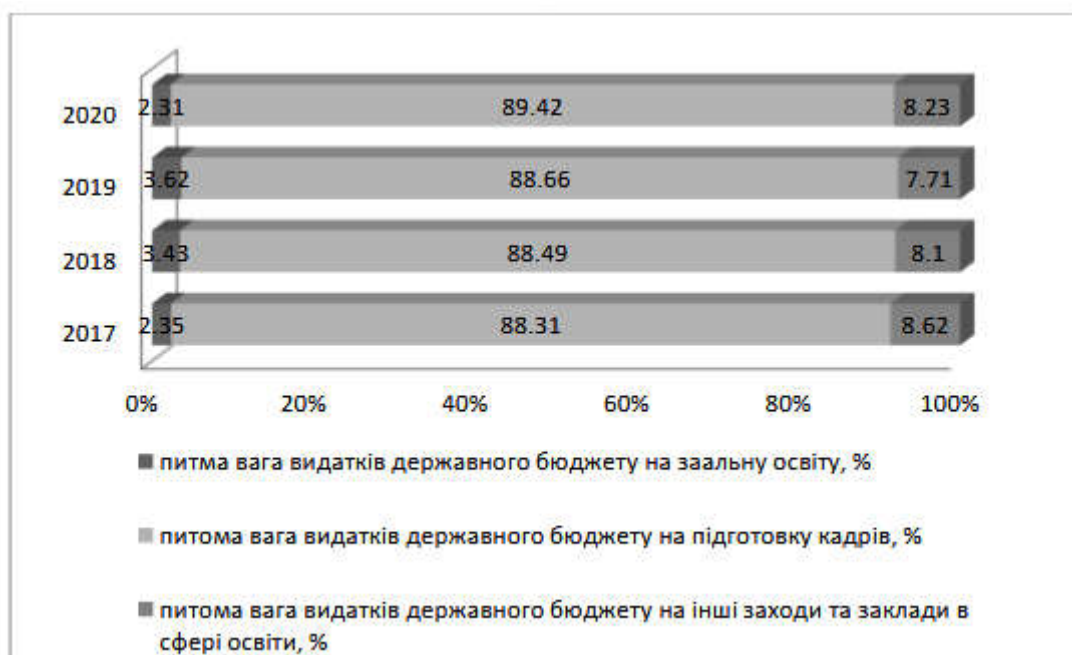 2020 2.31 89.42 8.23
2019 3.62 88.66 7.71
2018 3.43 88.49 8.1
2017 2.35 88.31 8.62
0% 20% 40% 60% 80% 100%
питма вага видатків державного бюджету на заальну освіту, %
питома вага видатків державного бюджету на підготовку кадрів, %
питома вага видатків державного бюджету на інші заходи та заклади в
сфері освіти, %